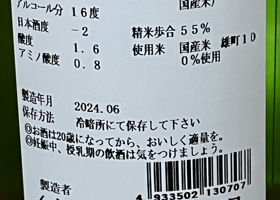 国産米)
アルコール分 16度
日本酒度 -2 精米歩合 55%
酸度 1.6 使用米 国産米 雄町10
アミノ酸度 0.8 0%使用
製造年月 2024.06
保存方法 冷暗所にて保存して下さい
◎お酒は20歳になってから、おいしく適量を。
◎妊娠中、授乳期の飲酒は気をつけましょう。
製造者
4 933502 130707